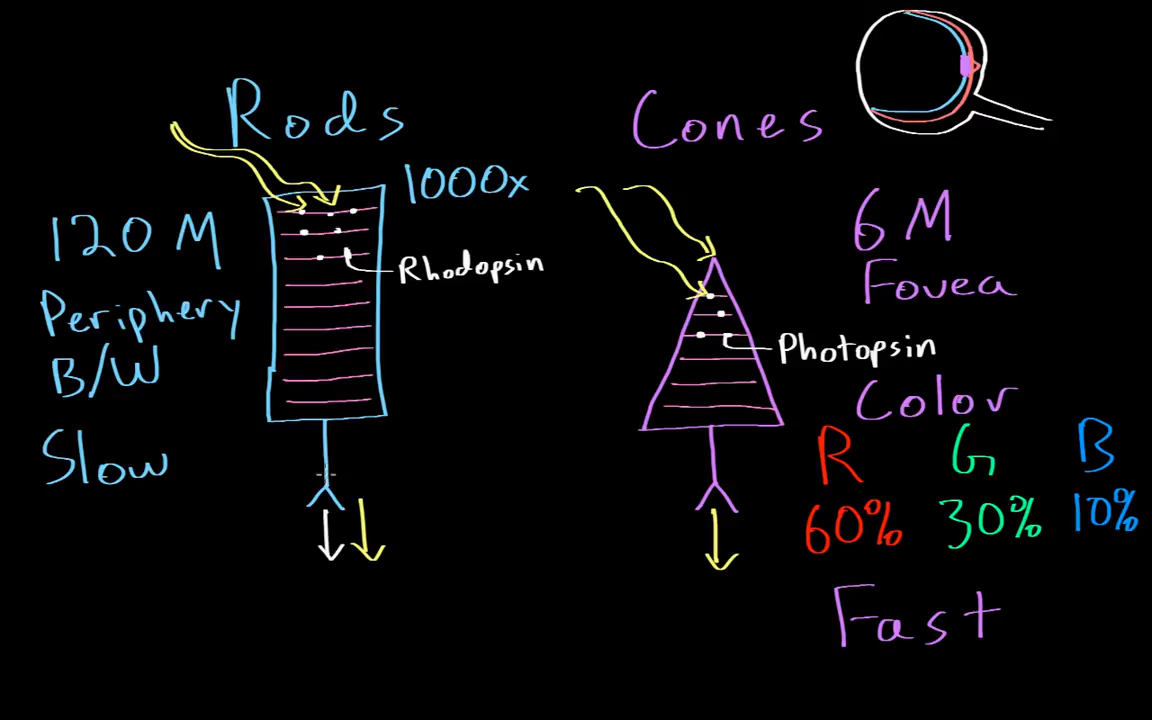 Rods
1000x
120 M
Rhodopsin
Periphery
B/W
Slow
Cones
6 M
Fovea
Photopsin
Color
R G B
60% 30% 10%
Fast